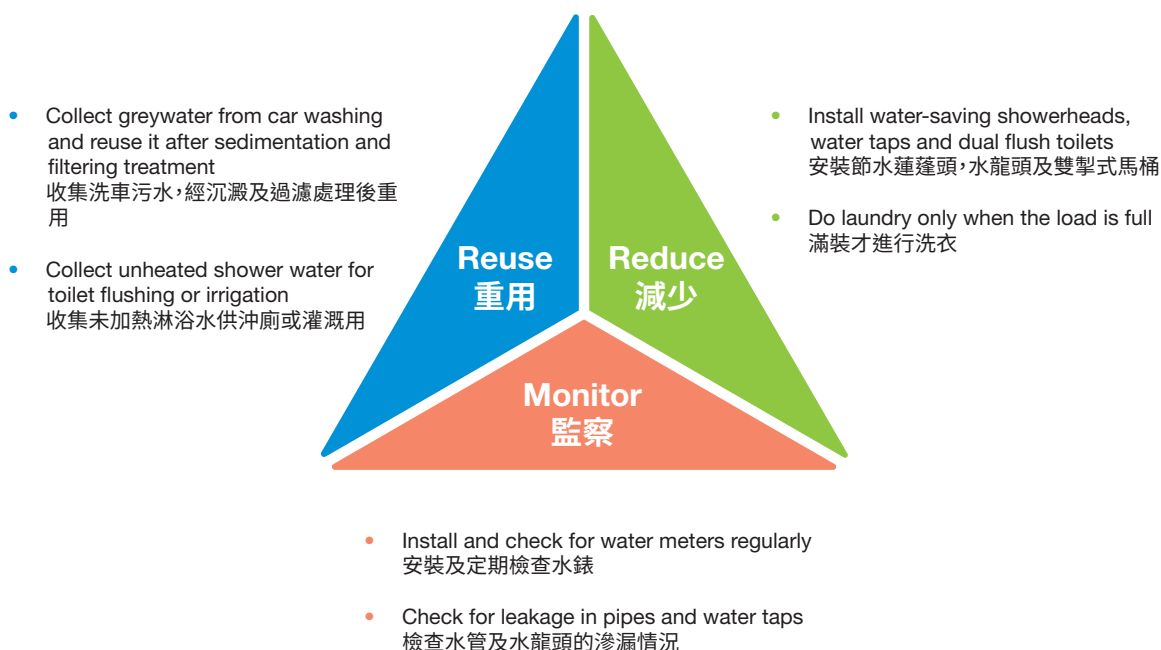 • Collect greywater from car washing
and reuse it after sedimentation and
filtering treatment
收集洗車污水，經沉澱及過濾處理後重
用
• Collect unheated shower water for
toilet flushing or irrigation
收集未加熱淋浴水供沖廁或灌溉用
Reuse
重用
Reduce
減少
• Install water-saving showerheads,
water taps and dual flush toilets
安裝節水蓮蓬頭，水龍頭及雙掣式馬桶
• Do laundry only when the load is full
滿裝才進行洗衣
Monitor
監察
• Install and check for water meters regularly
安裝及定期檢查水錶
• Check for leakage in pipes and water taps
檢查水管及水龍頭的滲漏情況